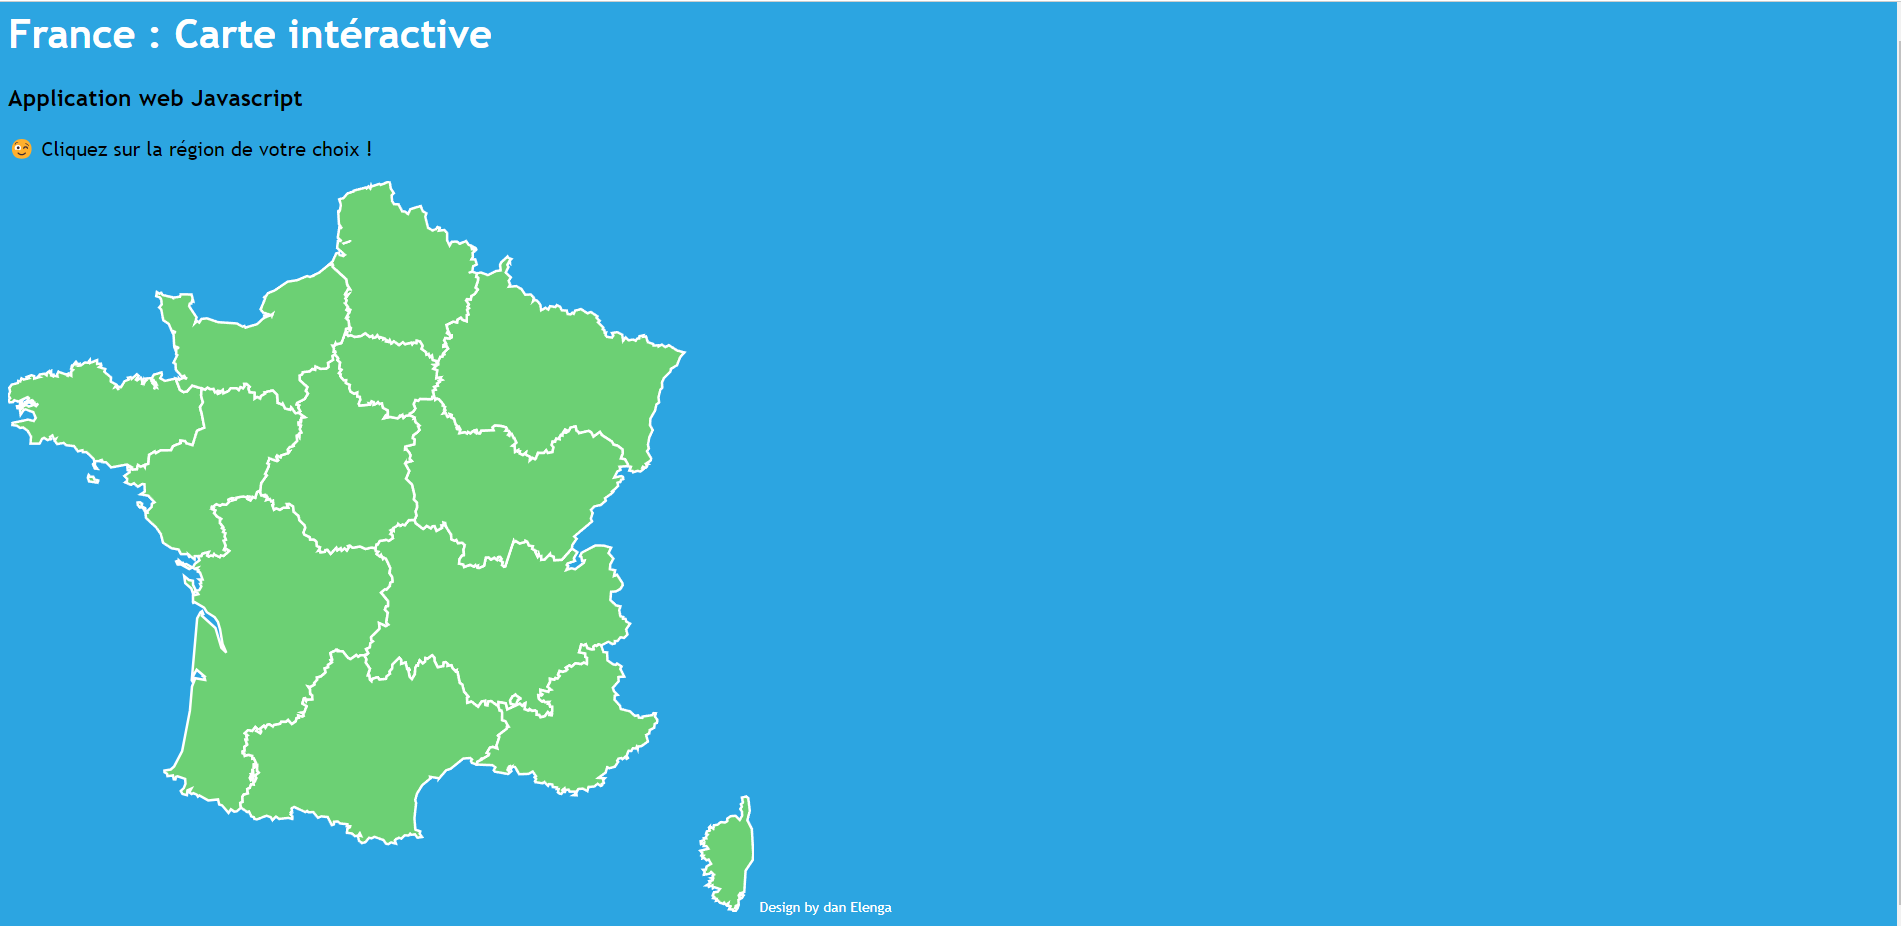 France : Carte intéractive
Application web Javascript
😉 Cliquez sur la région de votre choix !
Design by dan Elenga